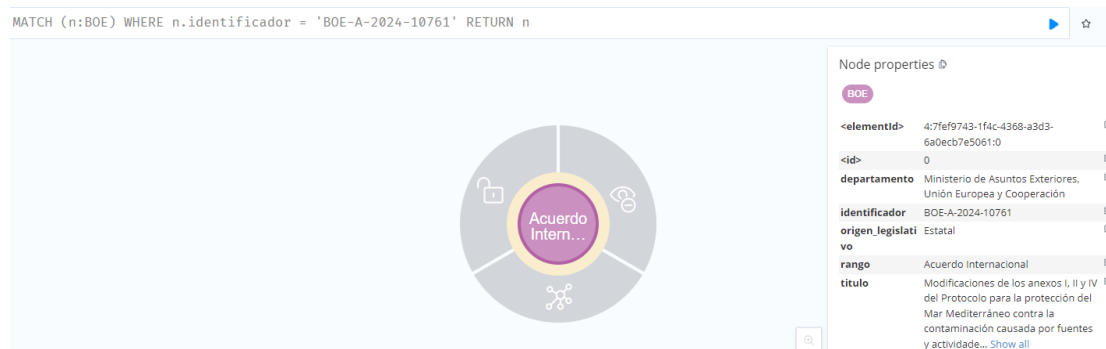 MATCH (n:BOE) WHERE n.identificador = 'BOE-A-2024-10761' RETURN n
Acuerdo
Intern...
Node properties
BOE
<elementId> 4:7fef9743-1f4c-4368-a3d3-
6a0ecb7e5061:0
<id> 0
departamento Ministerio de Asuntos Exteriores,
Unión Europea y Cooperación
identificador BOE-A-2024-10761
origen_legislati Estatal
vo
rango Acuerdo Internacional
titulo Modificaciones de los anexos I, II y IV
del Protocolo para la protección del
Mar Mediterráneo contra la
contaminación causada por fuentes
y actividade... Show all